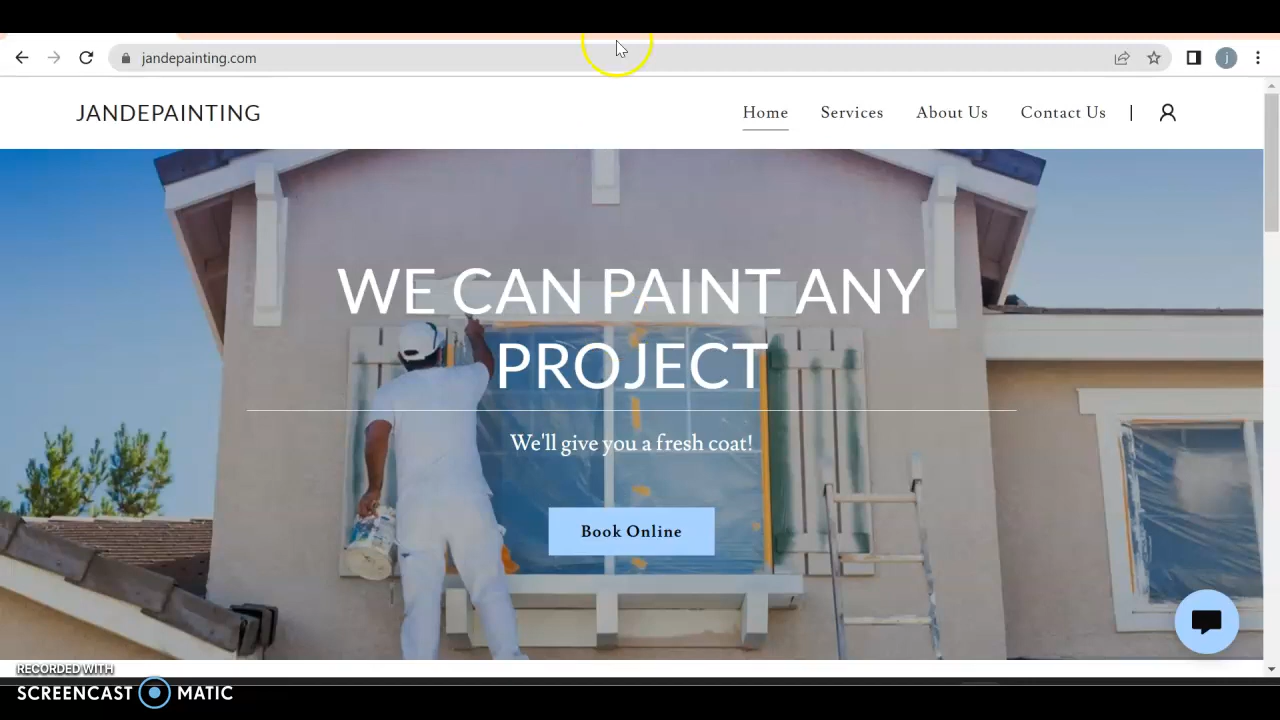 jandepainting.com
j
JANDEPAINTING
Home
Services
About Us
Contact Us
WE CAN PAINT ANY
PROJECT
We'll give you a fresh coat!
Book Online
RECORDED WITH
SCREENCAST MATIC